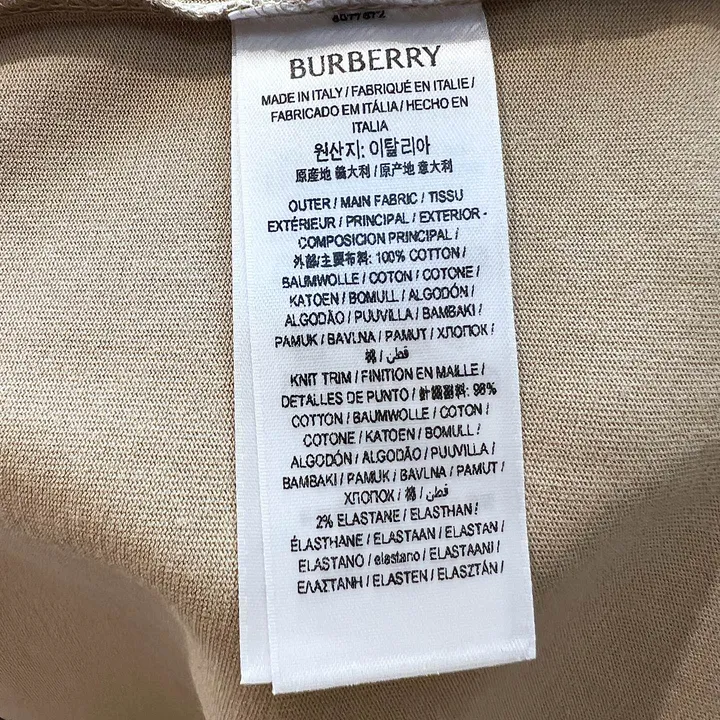 BURBERRY
MADE IN ITALY / FABRIQUÉ EN ITALIE /
FABRICADO EM ITÁLIA / HECHO EN
ITALIA
원산지: 이탈리아
原産地 義大利 / 原产地 意大利
OUTER / MAIN FABRIC / TISSU
EXTÉRIEUR / PRINCIPAL / EXTERIOR -
COMPOSICION PRINCIPAL /
外部/主要布料: 100% COTTON /
BAUMWOLLE / COTON / COTONE /
KATOEN / BOMULL / ALGODÓN /
ALGODÃO / PUUVILLA / BAMBAKI /
PAMUK / BAVLNA / PAMUT / ХЛОПОК /
棉 / قطن /
KNIT TRIM / FINITION EN MAILLE /
DETALLES DE PUNTO / 98%
COTTON / BAUMWOLLE / COTON /
COTONE / KATOEN / BOMULL /
ALGODÓN / ALGODÃO / PUUVILLA /
BAMBAKI / PAMUK / BAVLNA / PAMUT /
ХЛОПОК / 棉 / قطن /
2% ELASTANE / ELASTHAN /
ÉLASTHANE / ELASTAAN / ELASTAN /
ELASTANO / elastano / ELASTAANI /
ΕΛΑΣΤΑΝΗ / ELASTEN / ELASZTÁN /